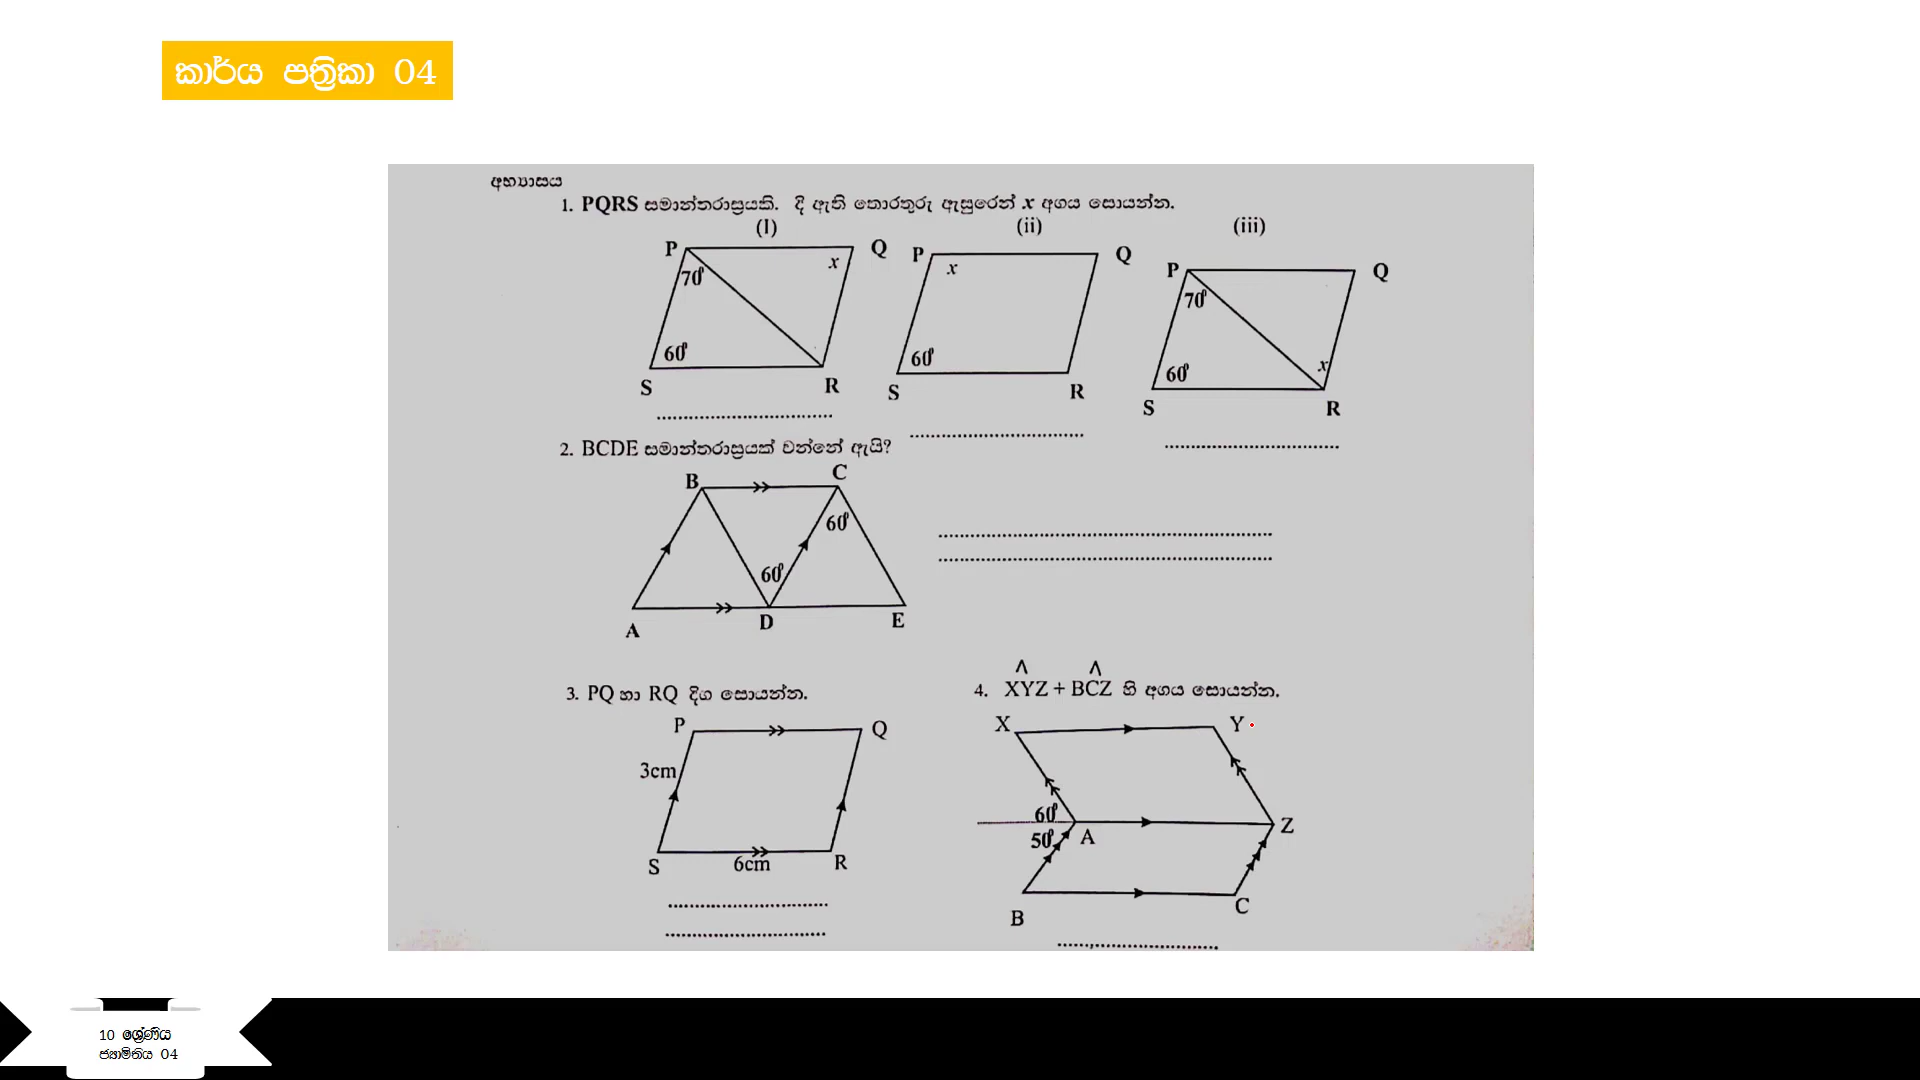 කාර්ය පත්‍රිකා 04
අභ්‍යාසය
1. PQRS සමාන්තරාස්‍රයකි. දී ඇති තොරතුරු ඇසුරෙන් x අගය සොයන්න.
(I) (ii) (iii)
P Q x 70° 60° S R
P Q x 60° S R
P Q 70° 60° x S R
2. BCDE සමාන්තරාස්‍රයක් වන්නේ ඇයි?
B C
60°
60°
A D E
3. PQ හා RQ දිග සොයන්න.
P Q
3cm
S 6cm R
4. XYZ + BCZ හි අගය සොයන්න.
X Y
60°
50° A Z
B C
10 ශ්‍රේණිය
ජ්‍යාමිතිය 04